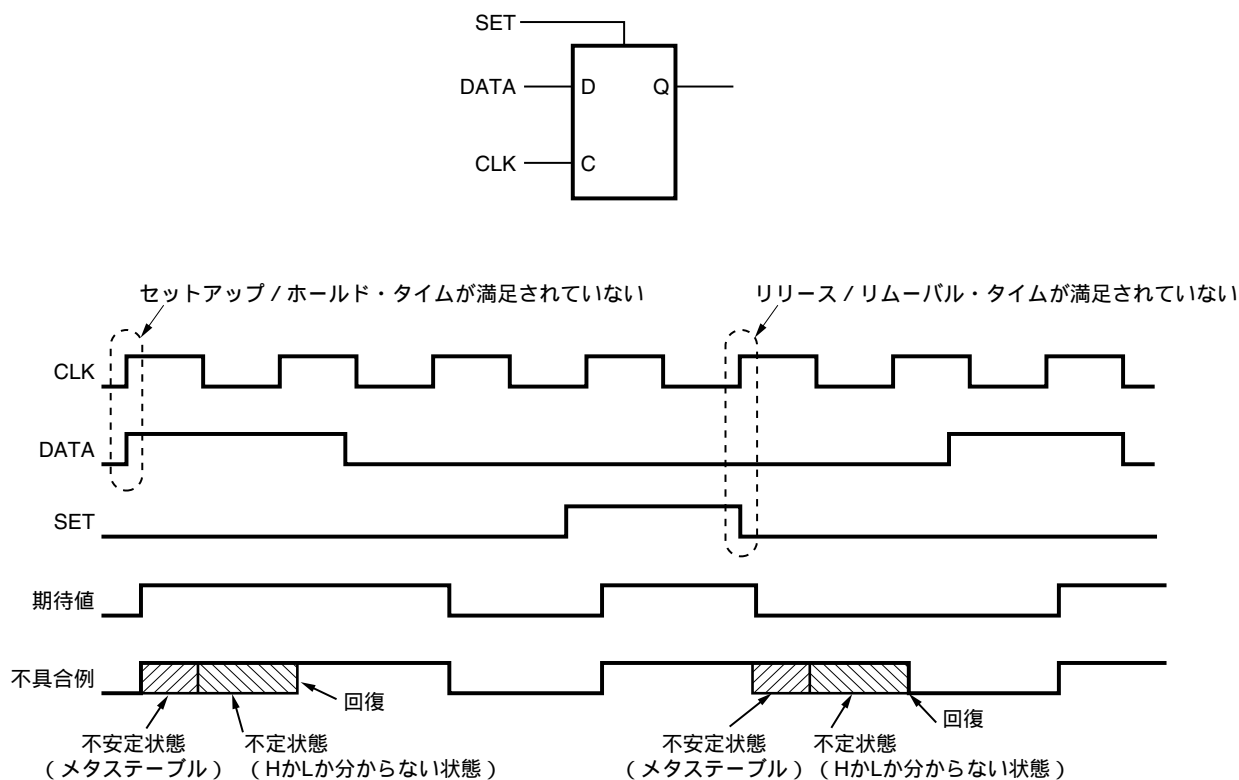 SET
DATA
D
Q
CLK
C
セットアップ / ホールド・タイムが満足されていない
リリース / リムーバル・タイムが満足されていない
CLK
DATA
SET
期待値
不具合例
回復
回復
不安定状態
(メタステーブル)
不定状態
(HかLか分からない状態)
不安定状態
(メタステーブル)
不定状態
(HかLか分からない状態)